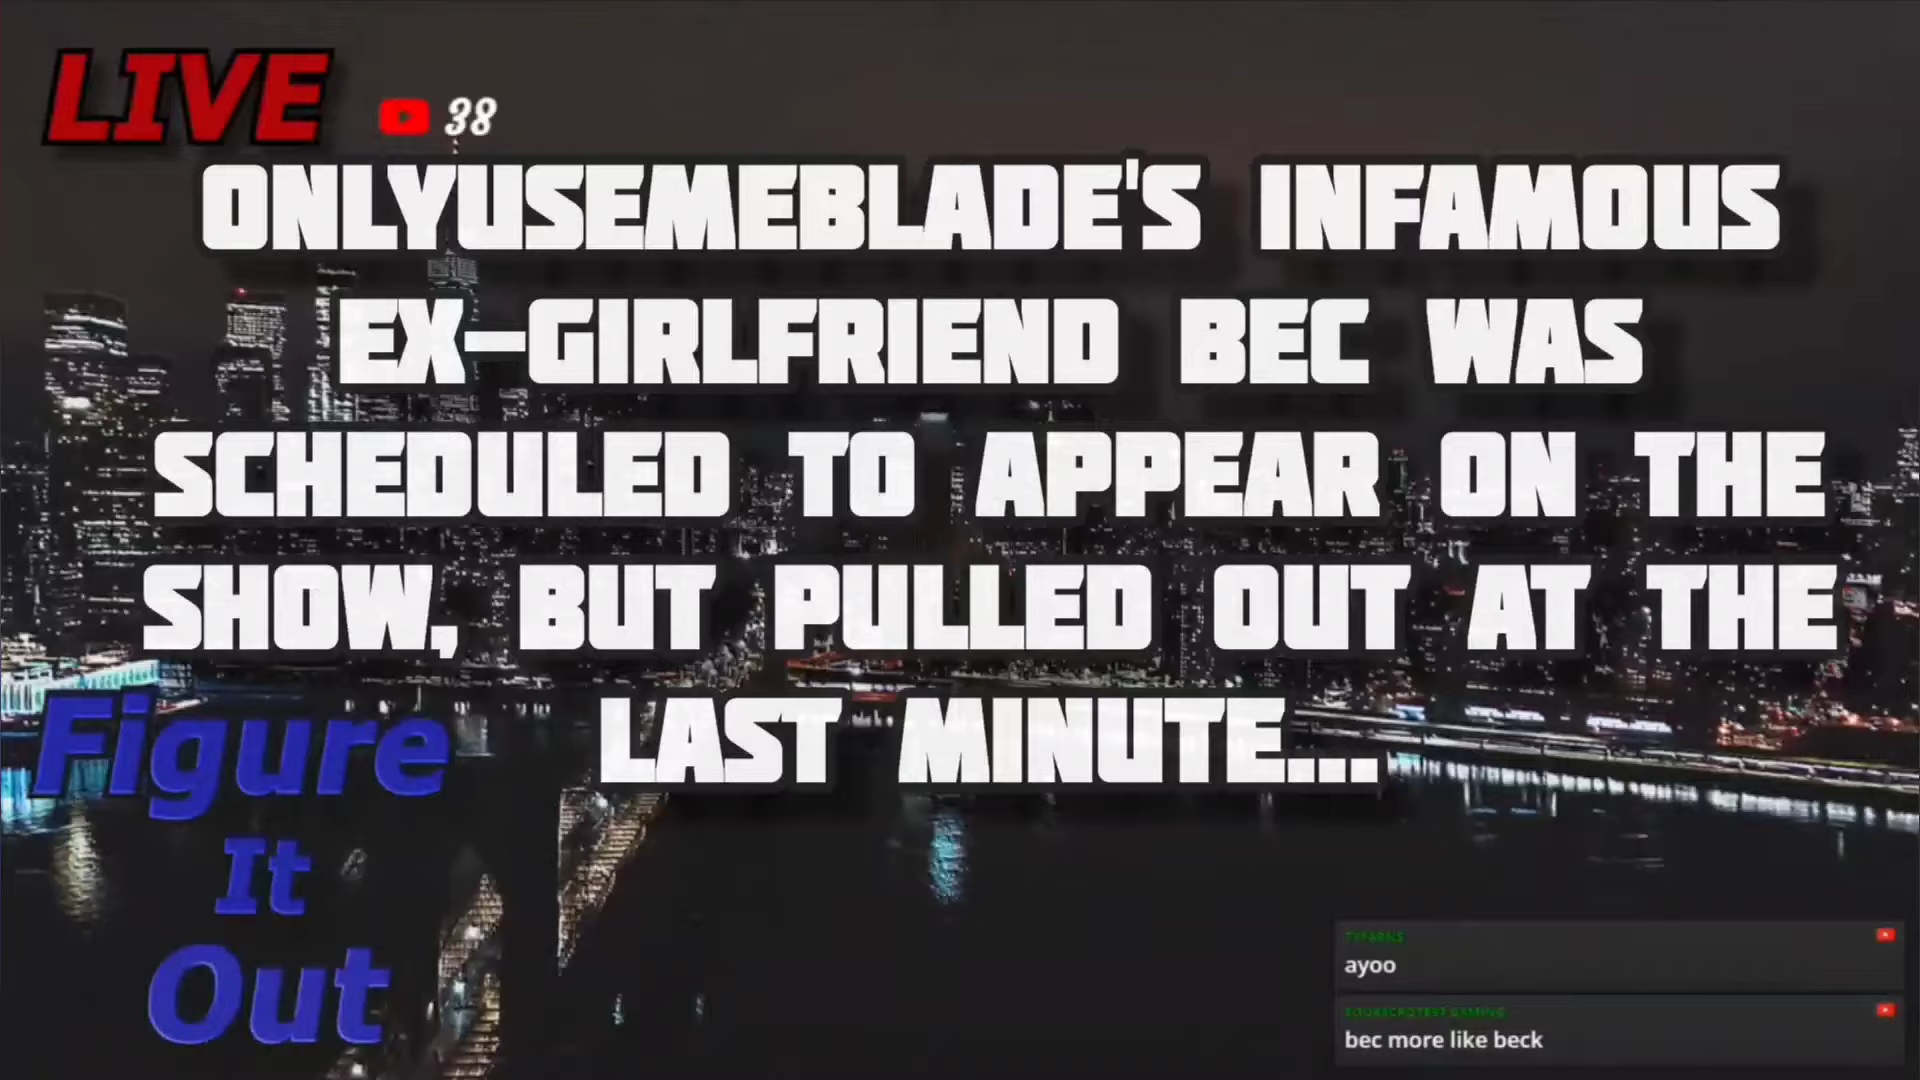 LIVE
38
ONLYUSEMEBLADE'S INFAMOUS
EX-GIRLFRIEND BEC WAS
SCHEDULED TO APPEAR ON THE
SHOW, BUT PULLED OUT AT THE
LAST MINUTE...
Figure
It
Out
TYFARNS
ayoo
bec more like beck